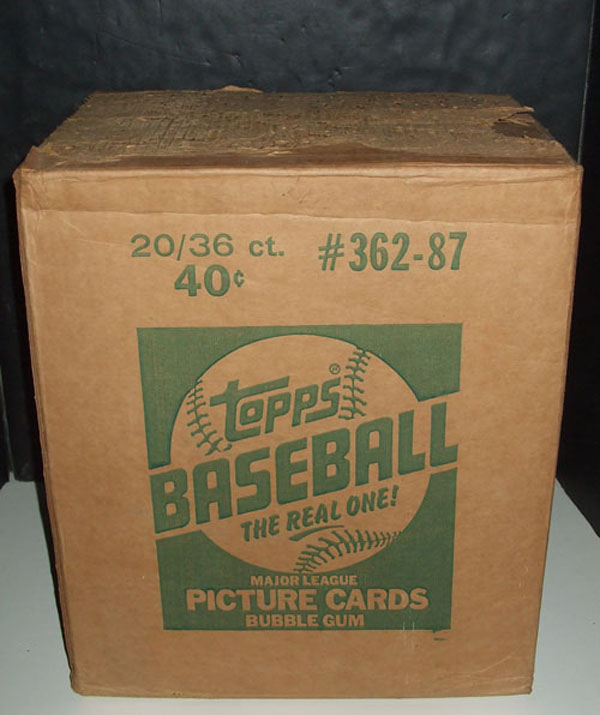 20/36 ct. #362-87
40¢
topps®
BASEBALL
THE REAL ONE!
MAJOR LEAGUE
PICTURE CARDS
BUBBLE GUM